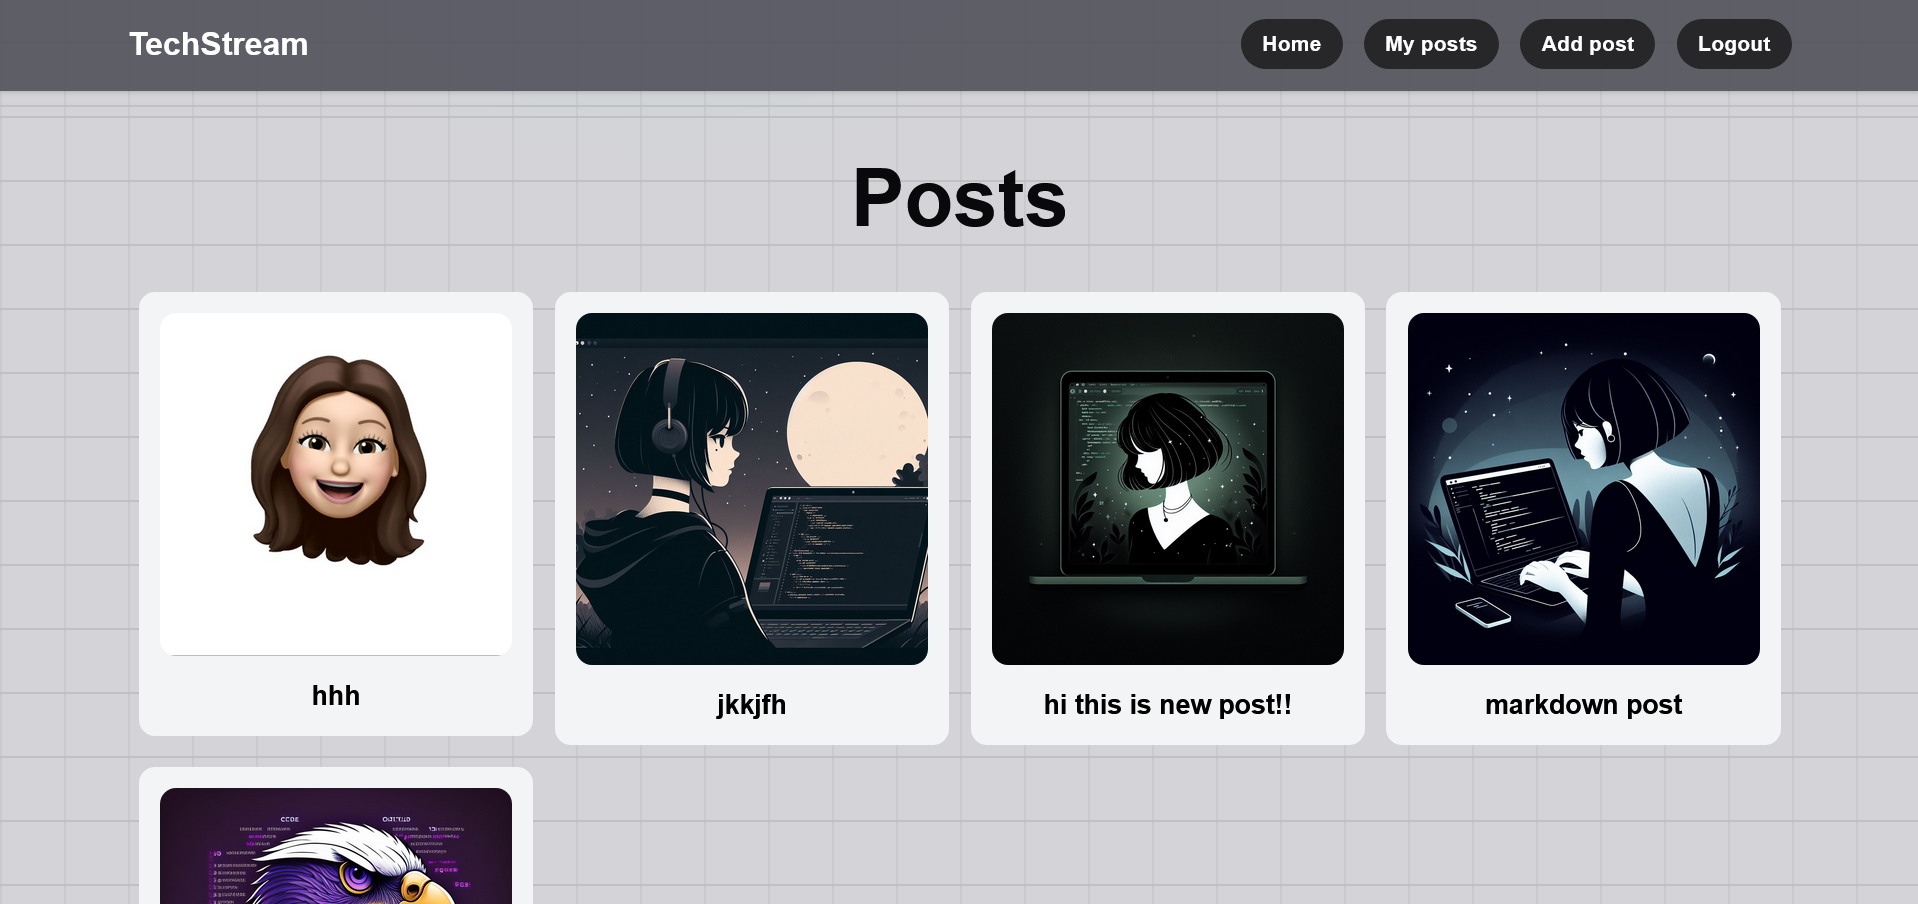 TechStream
Home
My posts
Add post
Logout
Posts
hhh
jkkjfh
hi this is new post!!
markdown post